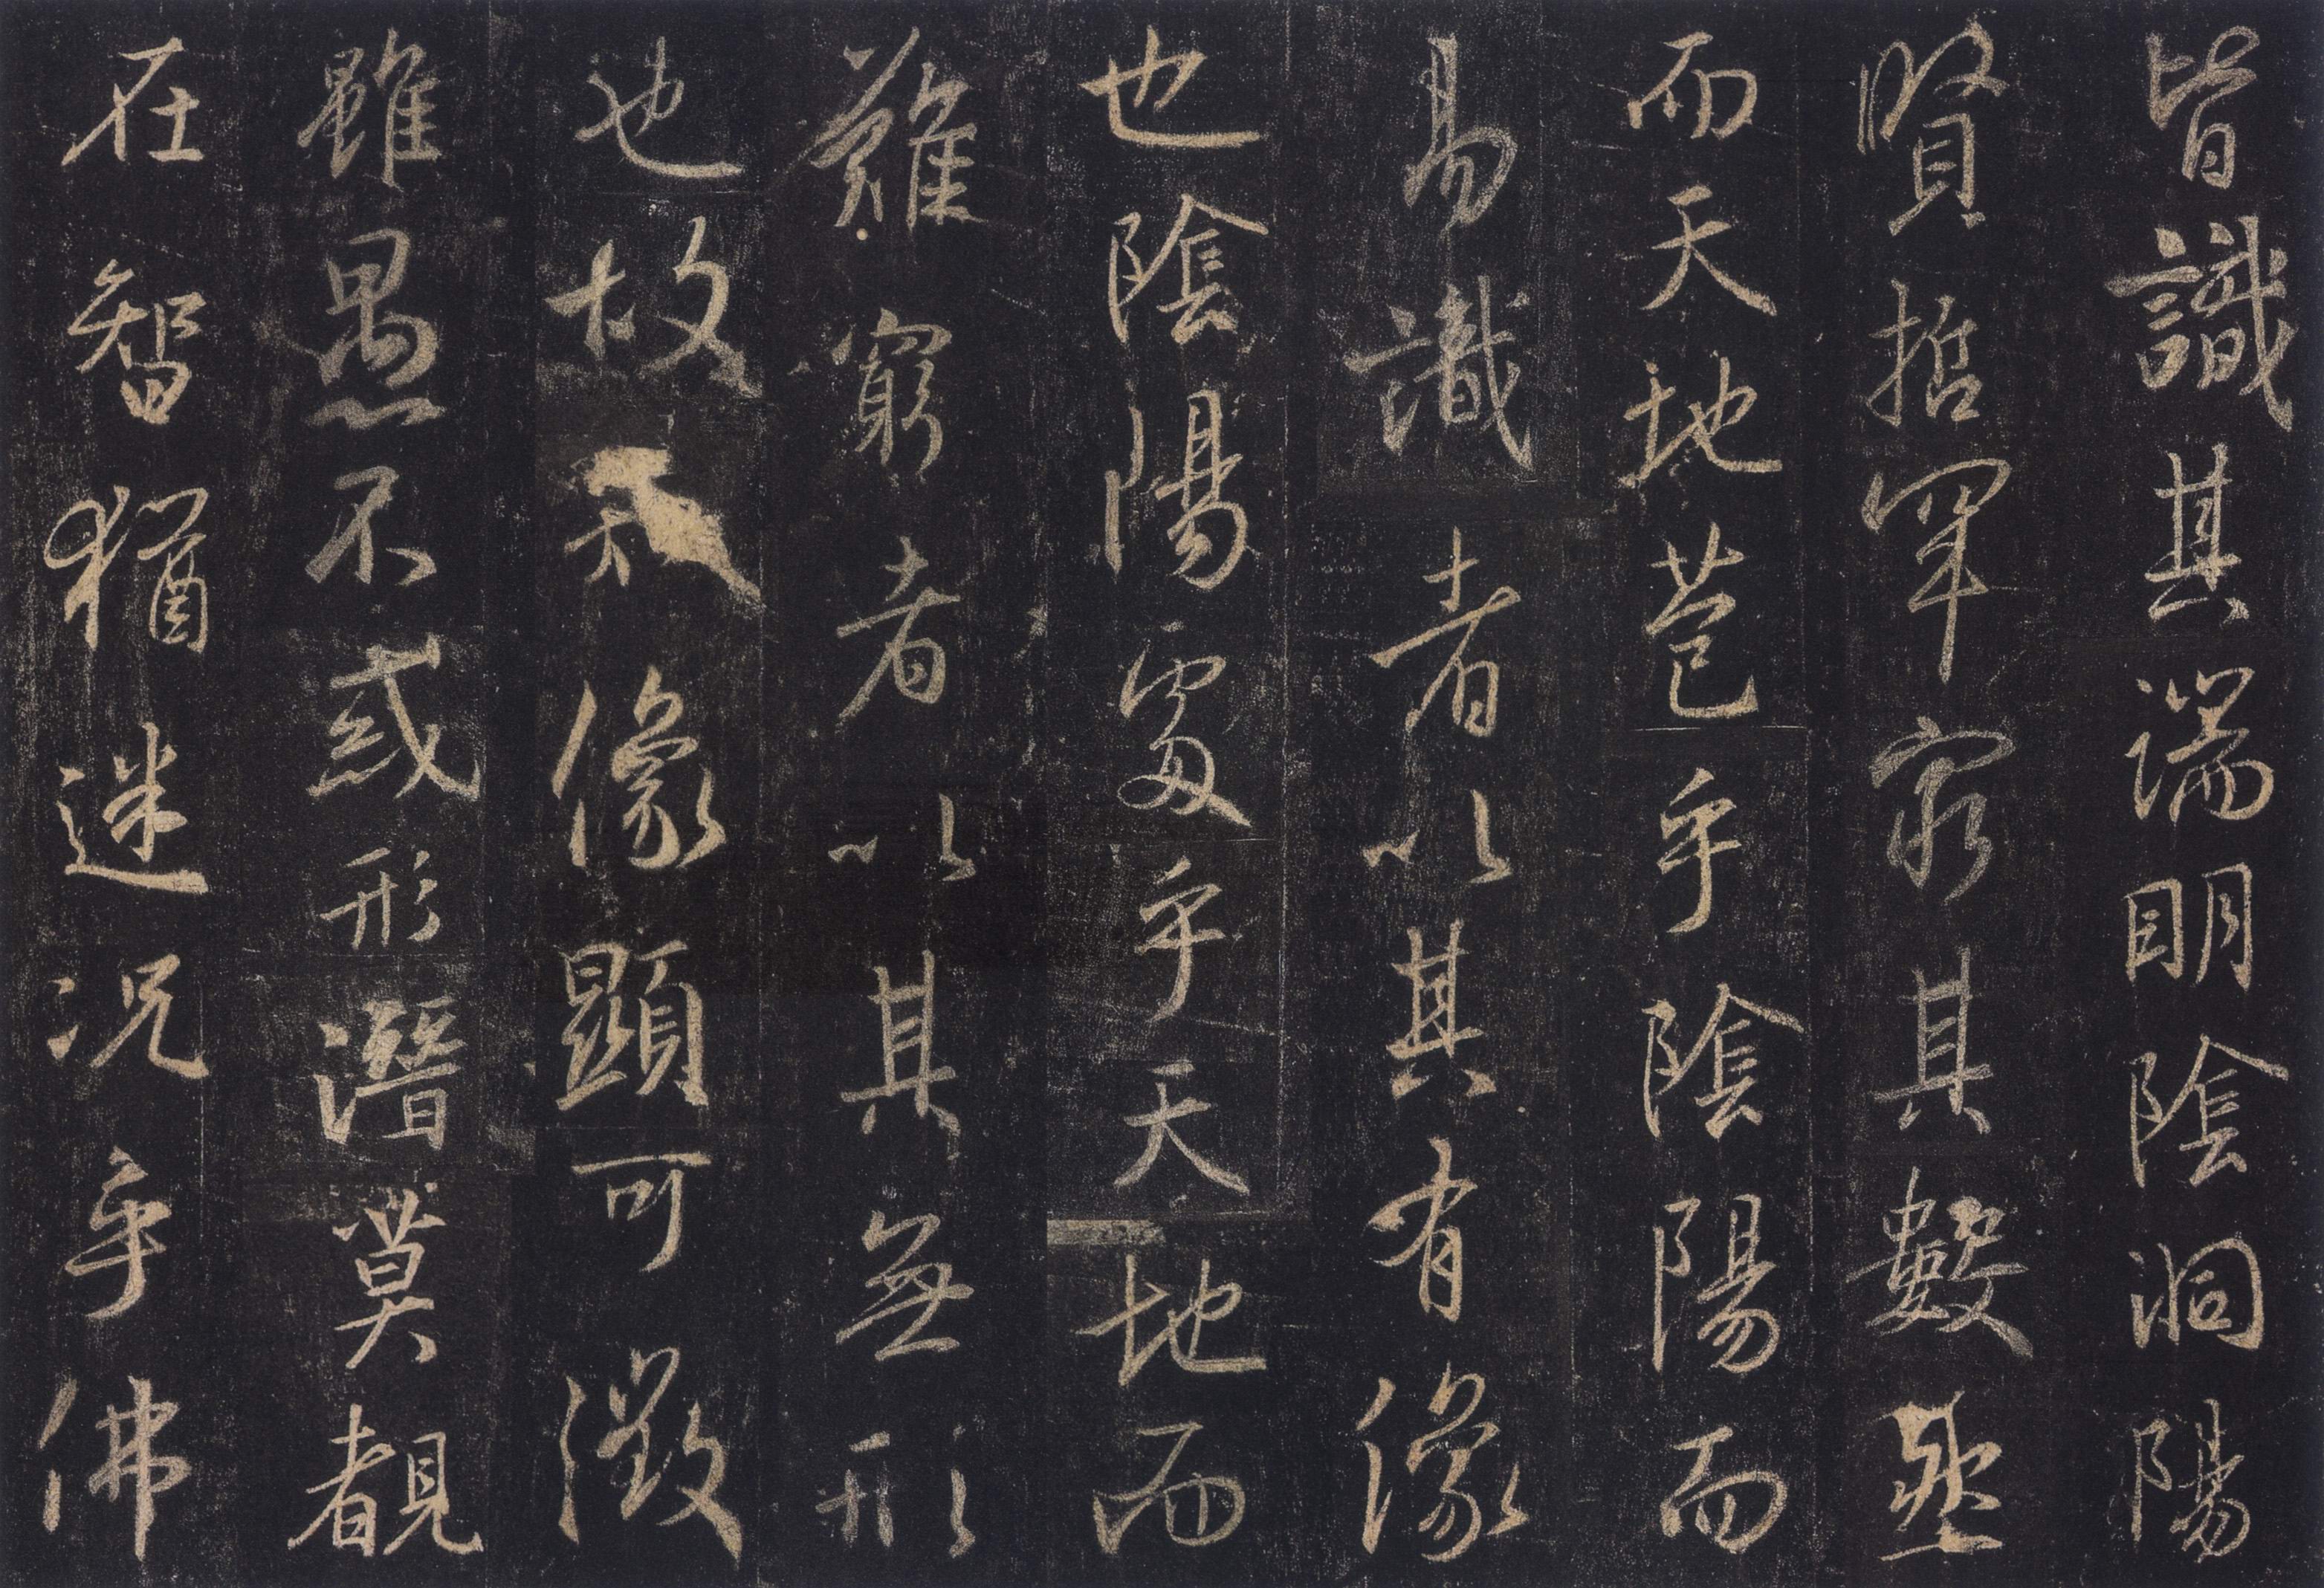 皆識其端明陰洞陽
賢哲罕窮其數然
而天地苞乎陰陽而
易識者以其有像
也陰陽處乎天地而
難窮者以其無形
也故知像顯可徵
雖愚不惑形潛莫覩
在智猶迷況乎佛